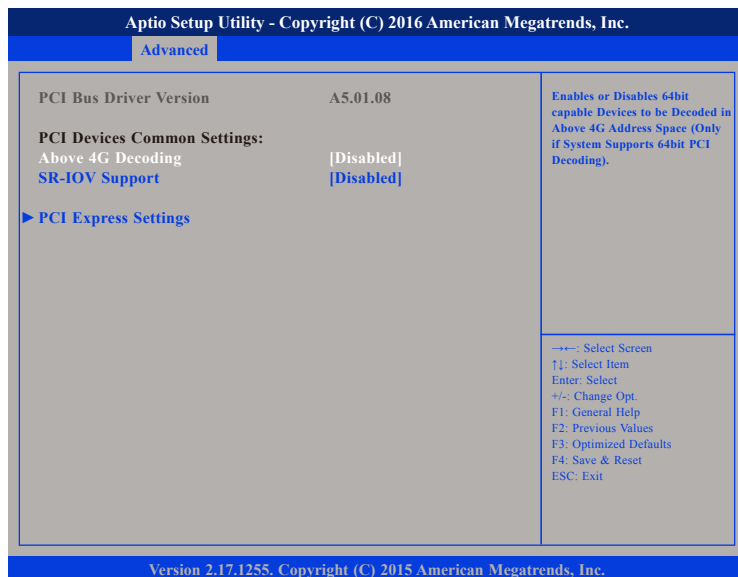 Aptio Setup Utility - Copyright (C) 2016 American Megatrends, Inc.
Advanced
PCI Bus Driver Version A5.01.08
PCI Devices Common Settings:
Above 4G Decoding [Disabled]
SR-IOV Support [Disabled]
▶ PCI Express Settings
Enables or Disables 64bit
capable Devices to be Decoded in
Above 4G Address Space (Only
if System Supports 64bit PCI
Decoding).
→←: Select Screen
↑↓: Select Item
Enter: Select
+/-: Change Opt.
F1: General Help
F2: Previous Values
F3: Optimized Defaults
F4: Save & Reset
ESC: Exit
Version 2.17.1255. Copyright (C) 2015 American Megatrends, Inc.